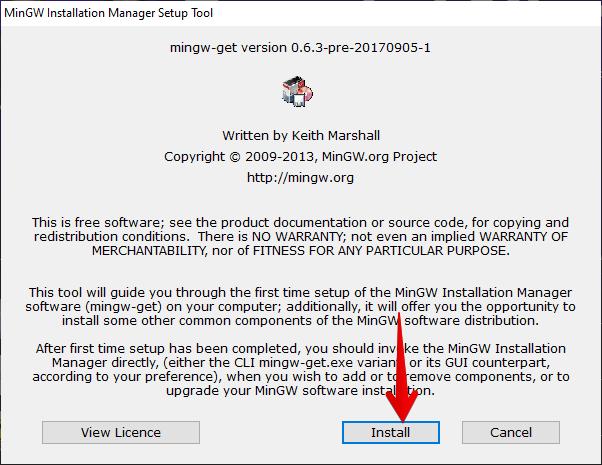 MinGW Installation Manager Setup Tool
mingw-get version 0.6.3-pre-20170905-1
Written by Keith Marshall
Copyright © 2009-2013, MinGW.org Project
http://mingw.org
This is free software; see the product documentation or source code, for copying and
redistribution conditions. There is NO WARRANTY; not even an implied WARRANTY OF
MERCHANTABILITY, nor of FITNESS FOR ANY PARTICULAR PURPOSE.
This tool will guide you through the first time setup of the MinGW Installation Manager
software (mingw-get) on your computer; additionally, it will offer you the opportunity to
install some other common components of the MinGW software distribution.
After first time setup has been completed, you should invoke the MinGW Installation
Manager directly, (either the CLI mingw-get.exe variant or its GUI counterpart,
according to your preference), when you wish to add or to remove components, or to
upgrade your MinGW software installation.
View Licence
Install
Cancel